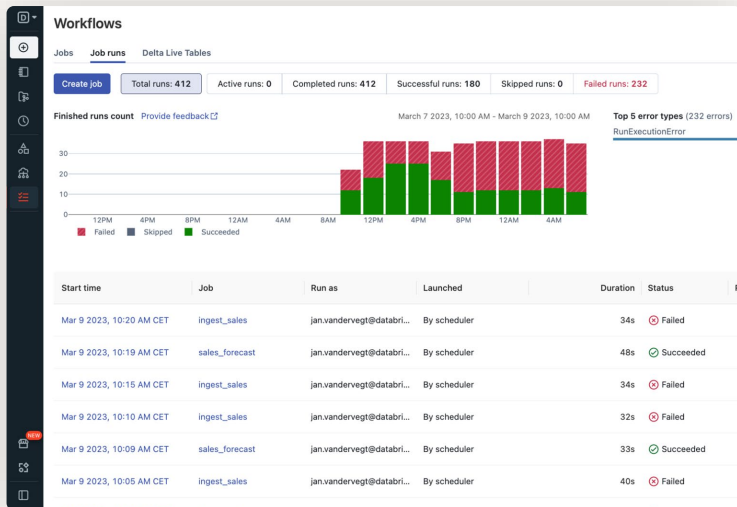 D
Workflows
Jobs Job runs Delta Live Tables
Create job Total runs: 412 Active runs: 0 Completed runs: 412 Successful runs: 180 Skipped runs: 0 Failed runs: 232
Finished runs count Provide feedback March 7 2023, 10:00 AM - March 9 2023, 10:00 AM Top 5 error types (232 errors)
RunExecutionError
30
20
10
0
12PM 4PM 8PM 12AM 4AM 8AM 12PM 4PM 8PM 12AM 4AM
Failed Skipped Succeeded
Start time Job Run as Launched Duration Status
Mar 9 2023, 10:20 AM CET ingest_sales jan.vandervegt@databri... By scheduler 34s Failed
Mar 9 2023, 10:19 AM CET sales_forecast jan.vandervegt@databri... By scheduler 48s Succeeded
Mar 9 2023, 10:15 AM CET ingest_sales jan.vandervegt@databri... By scheduler 34s Failed
Mar 9 2023, 10:10 AM CET ingest_sales jan.vandervegt@databri... By scheduler 32s Failed
NEW
Mar 9 2023, 10:09 AM CET sales_forecast jan.vandervegt@databri... By scheduler 33s Succeeded
Mar 9 2023, 10:05 AM CET ingest_sales jan.vandervegt@databri... By scheduler 40s Failed